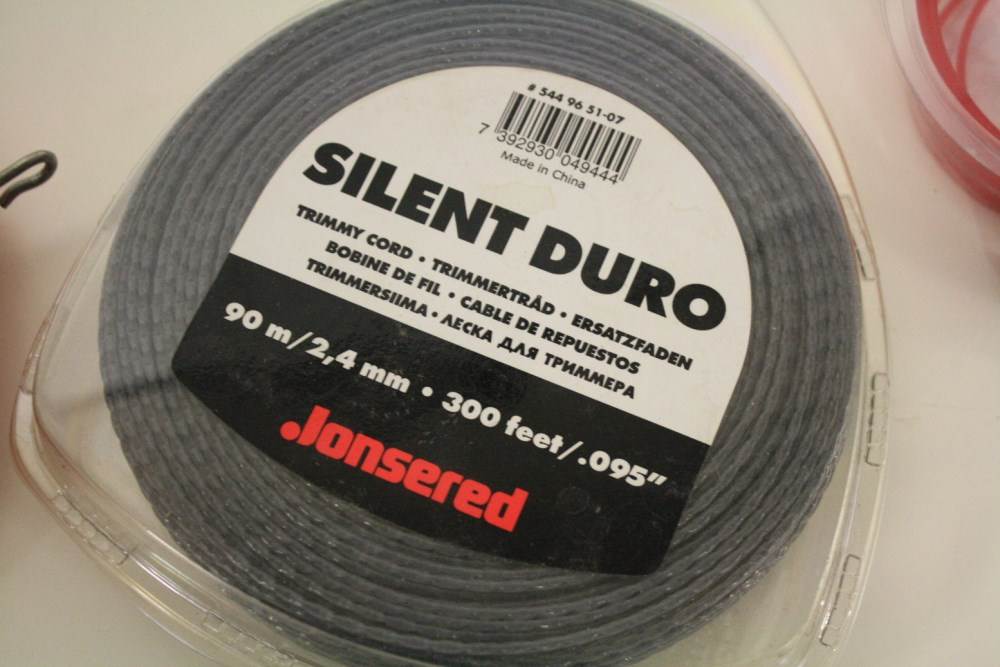 # 544 96 51-07
7 392930 049444
Made in China
SILENT DURO
TRIMMY CORD • TRIMMERTRÅD • ERSATZFADEN
BOBINE DE FIL • CABLE DE REPUESTOS
TRIMMERSIIMA • ЛЕСКА ДЛЯ ТРИММЕРА
90 m/2,4 mm • 300 feet/.095"
Jonsered